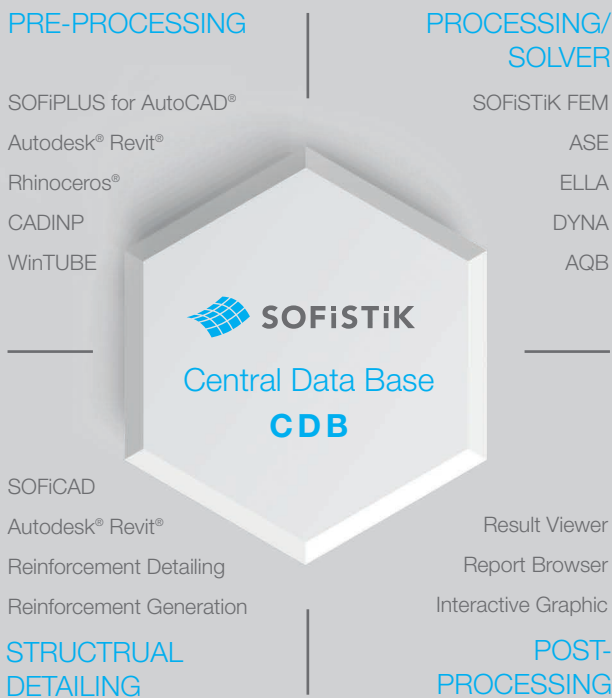 PRE-PROCESSING
SOFiPLUS for AutoCAD®
Autodesk® Revit®
Rhinoceros®
CADINP
WinTUBE
PROCESSING/
SOLVER
SOFiSTiK FEM
ASE
ELLA
DYNA
AQB
SOFiSTiK
Central Data Base
CDB
SOFiCAD
Autodesk® Revit®
Reinforcement Detailing
Reinforcement Generation
STRUCTRUAL
DETAILING
Result Viewer
Report Browser
Interactive Graphic
POST-
PROCESSING